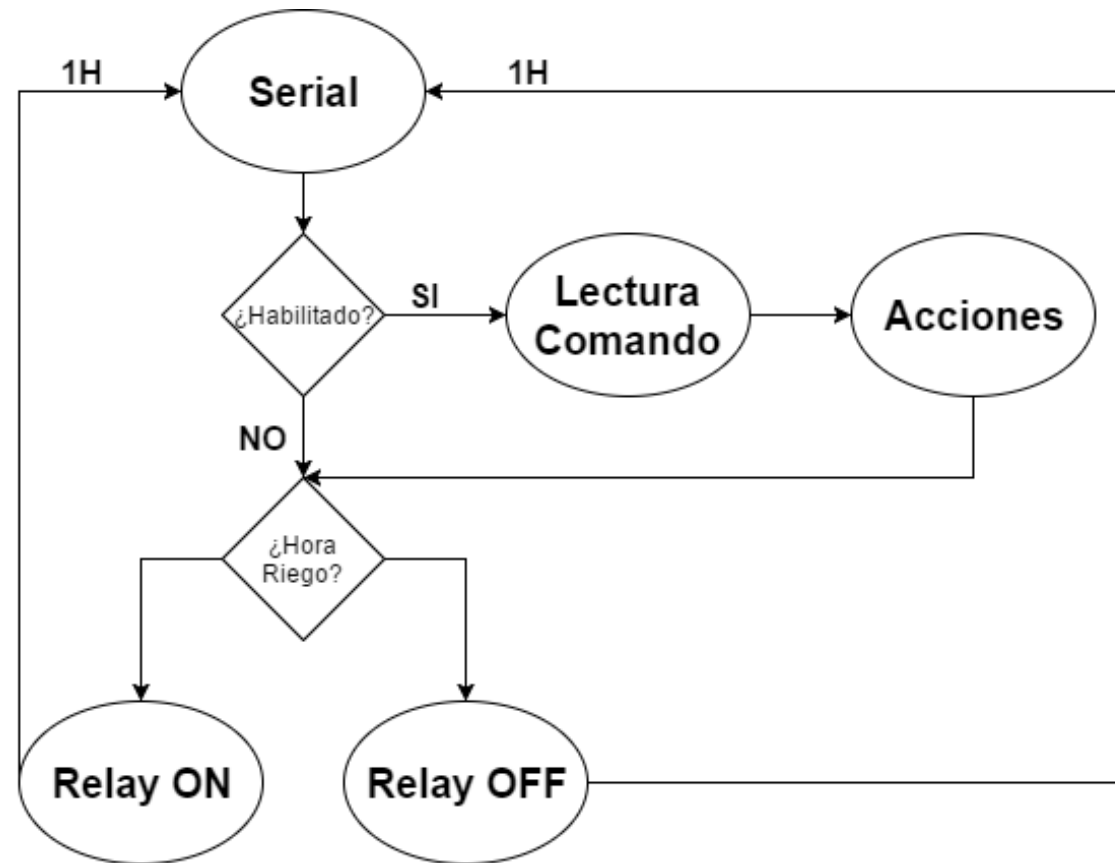 1H
Serial
1H
¿Habilitado?
SI
Lectura
Comando
Acciones
NO
¿Hora
Riego?
Relay ON
Relay OFF